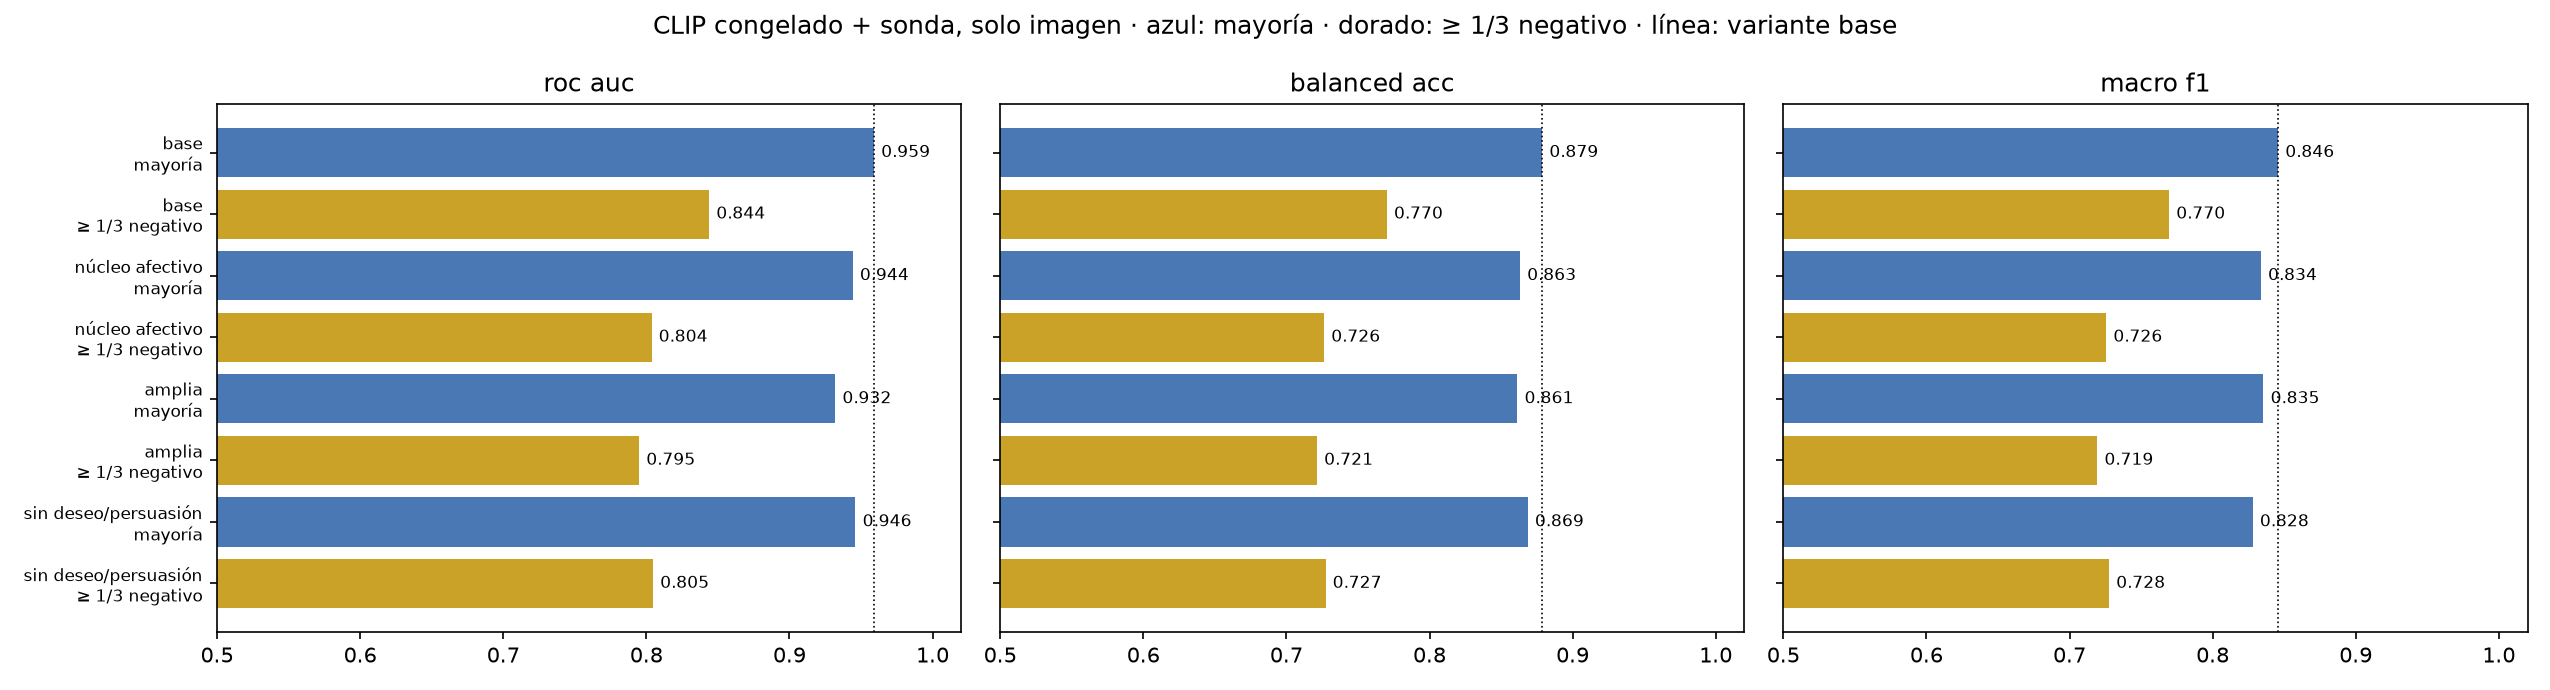 CLIP congelado + sonda, solo imagen · azul: mayoría · dorado: ≥ 1/3 negativo · línea: variante base
roc auc
base
mayoría
base
≥ 1/3 negativo
núcleo afectivo
mayoría
núcleo afectivo
≥ 1/3 negativo
amplia
mayoría
amplia
≥ 1/3 negativo
sin deseo/persuasión
mayoría
sin deseo/persuasión
≥ 1/3 negativo
0.959
0.844
0.944
0.804
0.932
0.795
0.946
0.805
0.5 0.6 0.7 0.8 0.9 1.0
balanced acc
0.879
0.770
0.863
0.726
0.861
0.721
0.869
0.727
0.5 0.6 0.7 0.8 0.9 1.0
macro f1
0.846
0.770
0.834
0.726
0.835
0.719
0.828
0.728
0.5 0.6 0.7 0.8 0.9 1.0